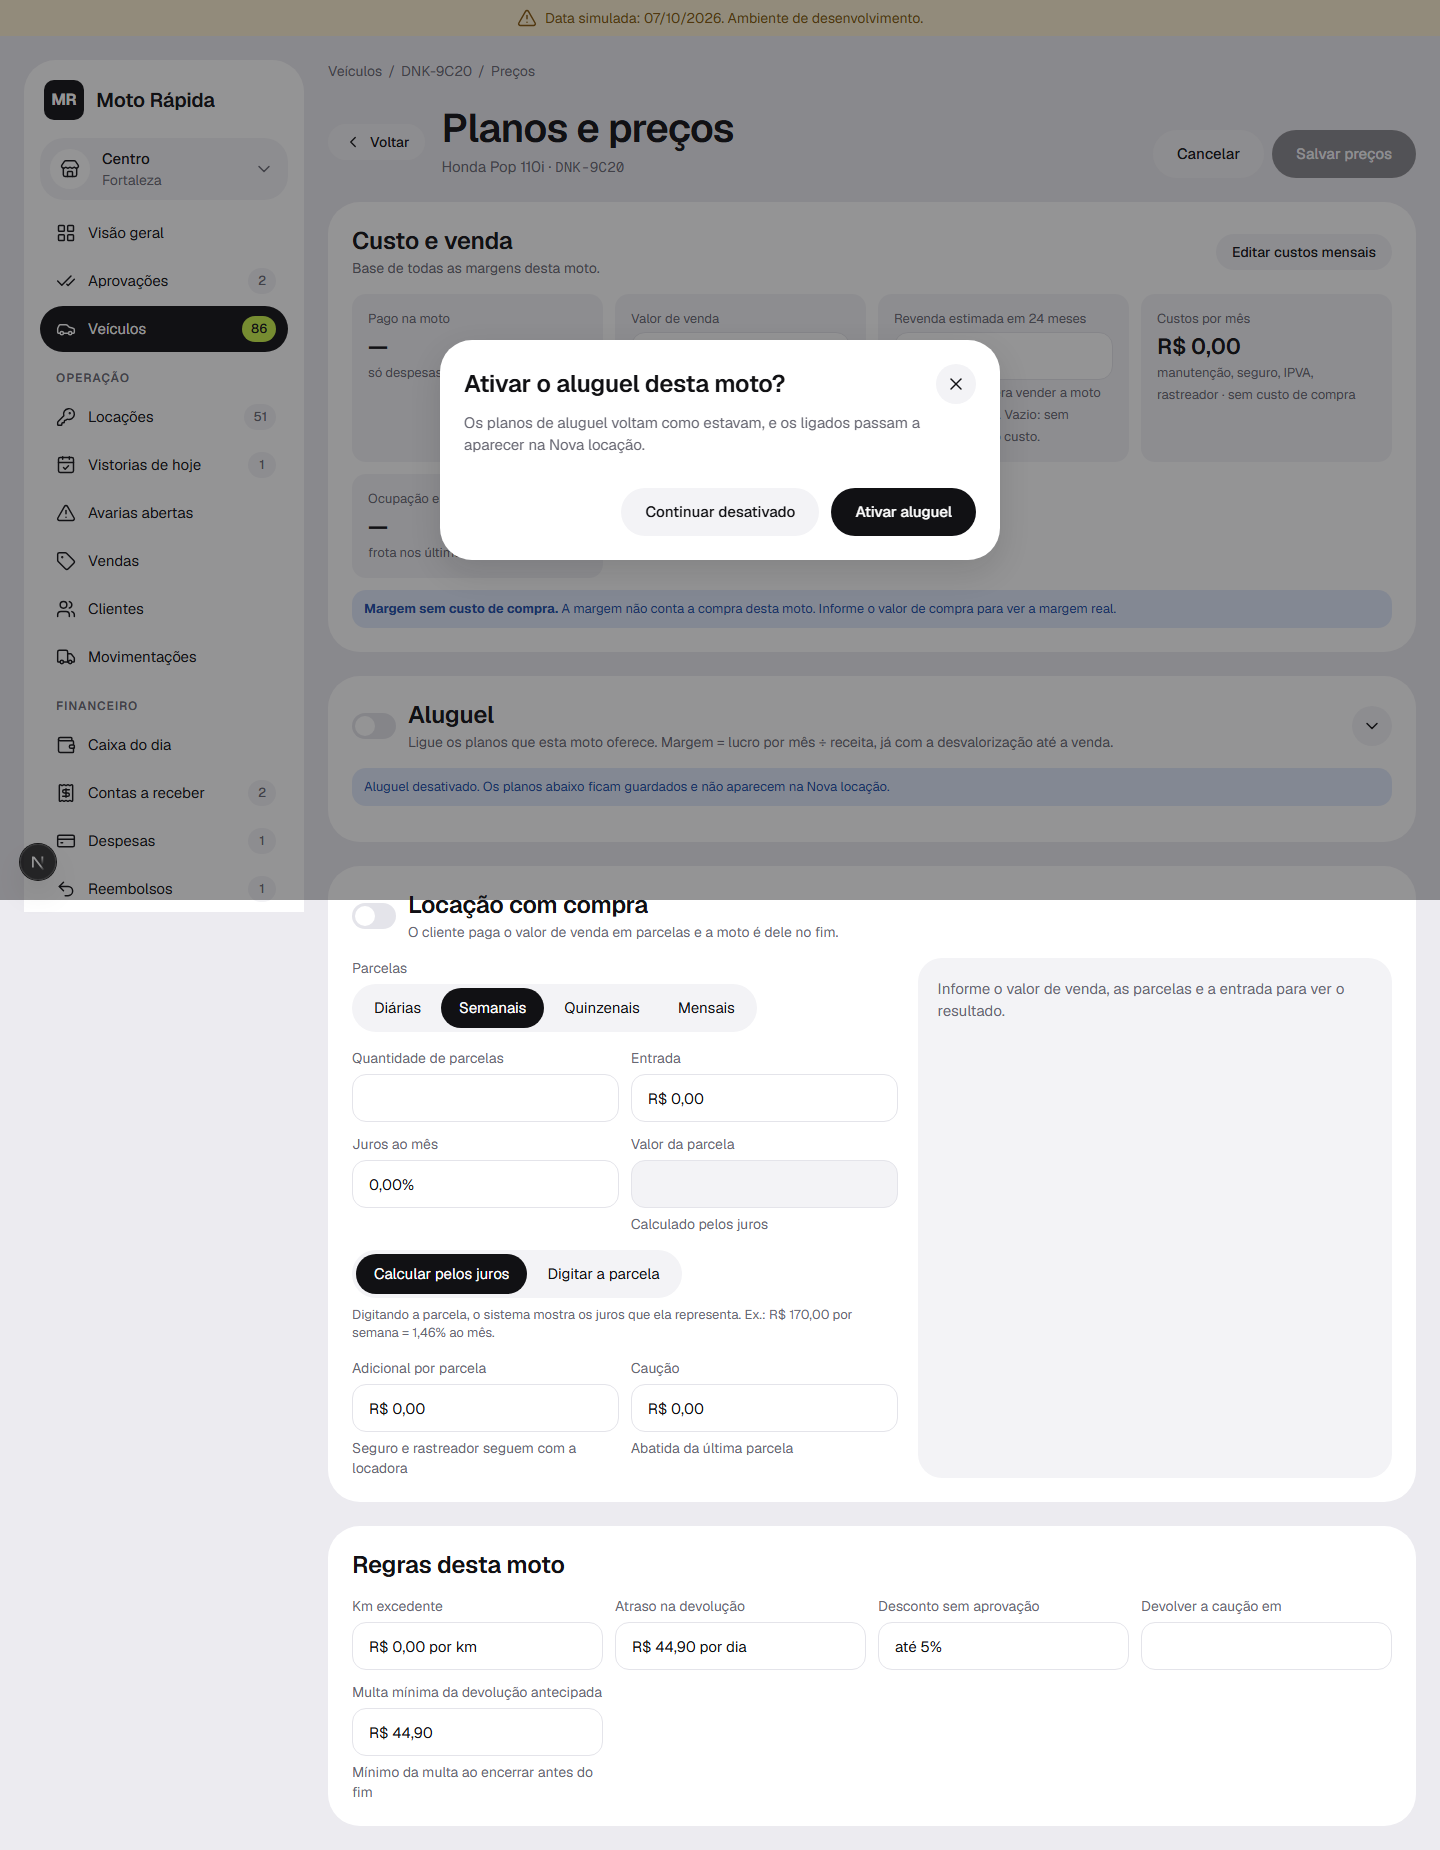 Data simulada: 07/10/2026. Ambiente de desenvolvimento.
MR Moto Rápida
Centro
Fortaleza
Visão geral
Aprovações 2
Veículos 86
OPERAÇÃO
Locações 51
Vistorias de hoje 1
Avarias abertas
Vendas
Clientes
Movimentações
FINANCEIRO
Caixa do dia
Contas a receber 2
Despesas 1
N
Reembolsos 1
Veículos / DNK-9C20 / Preços
Voltar
Planos e preços
Honda Pop 110i · DNK-9C20
Cancelar
Salvar preços
Custo e venda
Base de todas as margens desta moto.
Editar custos mensais
Pago na moto
—
só despesas
Valor de venda
Revenda estimada em 24 meses
ra vender a moto
Vazio: sem
custo.
Custos por mês
R$ 0,00
manutenção, seguro, IPVA,
rastreador · sem custo de compra
Ocupação e
—
frota nos últim
Ativar o aluguel desta moto?
Os planos de aluguel voltam como estavam, e os ligados passam a
aparecer na Nova locação.
Continuar desativado
Ativar aluguel
Margem sem custo de compra. A margem não conta a compra desta moto. Informe o valor de compra para ver a margem real.
Aluguel
Ligue os planos que esta moto oferece. Margem = lucro por mês ÷ receita, já com a desvalorização até a venda.
Aluguel desativado. Os planos abaixo ficam guardados e não aparecem na Nova locação.
Locação com compra
O cliente paga o valor de venda em parcelas e a moto é dele no fim.
Parcelas
Diárias Semanais Quinzenais Mensais
Quantidade de parcelas
Entrada
R$ 0,00
Juros ao mês
0,00%
Valor da parcela
Calculado pelos juros
Calcular pelos juros Digitar a parcela
Digitando a parcela, o sistema mostra os juros que ela representa. Ex.: R$ 170,00 por
semana = 1,46% ao mês.
Adicional por parcela
R$ 0,00
Seguro e rastreador seguem com a
locadora
Caução
R$ 0,00
Abatida da última parcela
Informe o valor de venda, as parcelas e a entrada para ver o
resultado.
Regras desta moto
Km excedente
R$ 0,00 por km
Atraso na devolução
R$ 44,90 por dia
Desconto sem aprovação
até 5%
Devolver a caução em
Multa mínima da devolução antecipada
R$ 44,90
Mínimo da multa ao encerrar antes do
fim